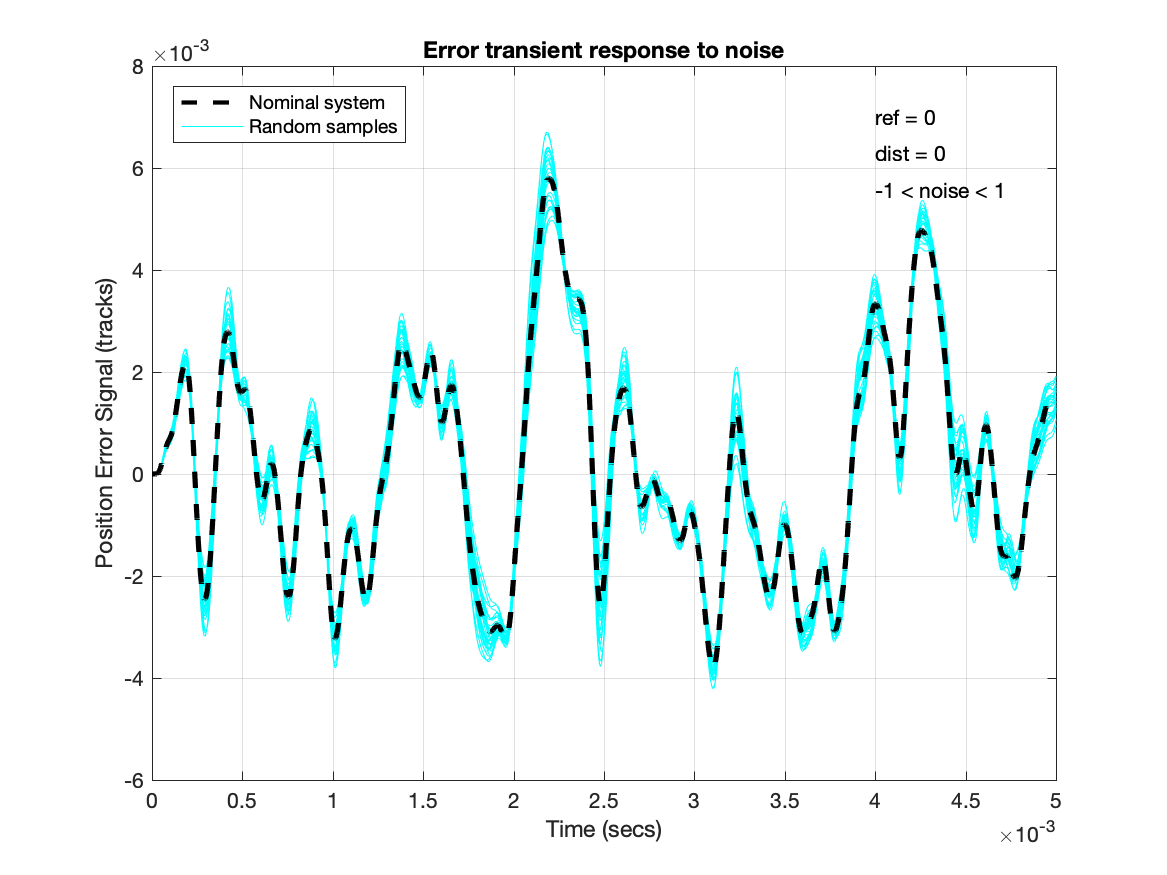 Error transient response to noise
×10-3
8
6
4
2
0
-2
-4
-6
Position Error Signal (tracks)
Nominal system
Random samples
ref = 0
dist = 0
-1 < noise < 1
0 0.5 1 1.5 2 2.5 3 3.5 4 4.5 5
Time (secs)
×10-3